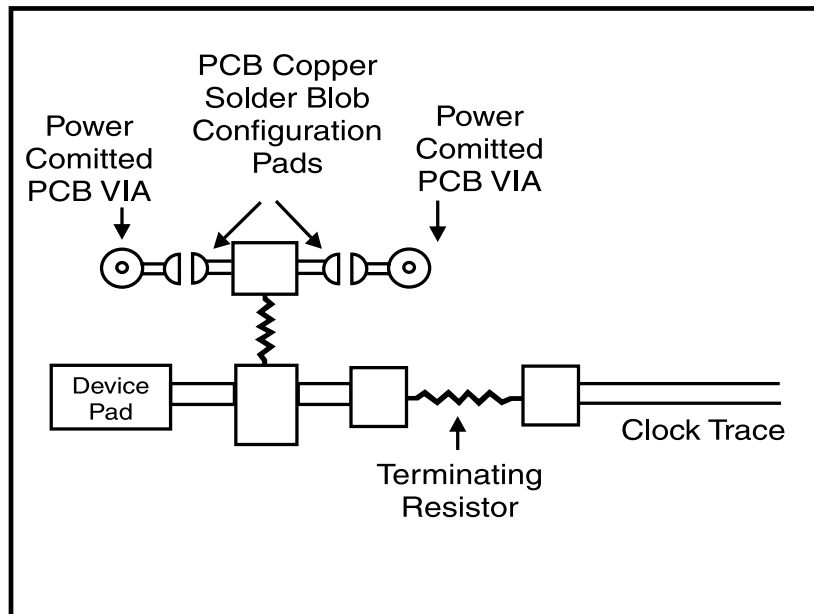 PCB Copper
Solder Blob
Configuration
Pads
Power
Comitted
PCB VIA
Power
Comitted
PCB VIA
Device
Pad
Clock Trace
Terminating
Resistor